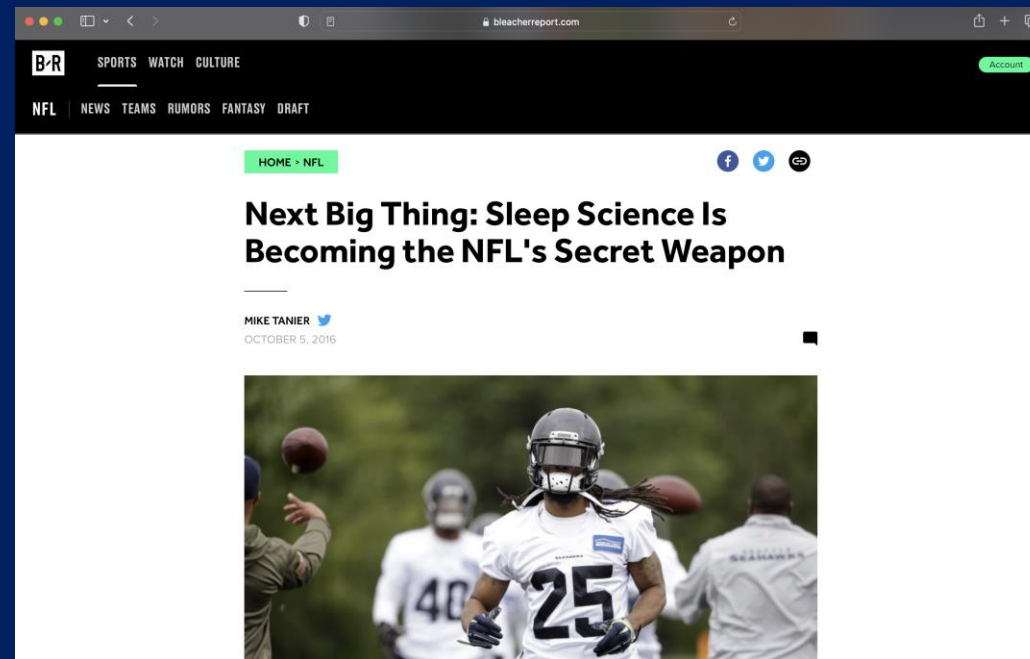 bleacherreport.com
B/R
SPORTS WATCH CULTURE
Account
NFL NEWS TEAMS RUMORS FANTASY DRAFT
HOME > NFL
Next Big Thing: Sleep Science Is
Becoming the NFL's Secret Weapon
MIKE TANIER
OCTOBER 5, 2016
40
25
SEAHAWKS